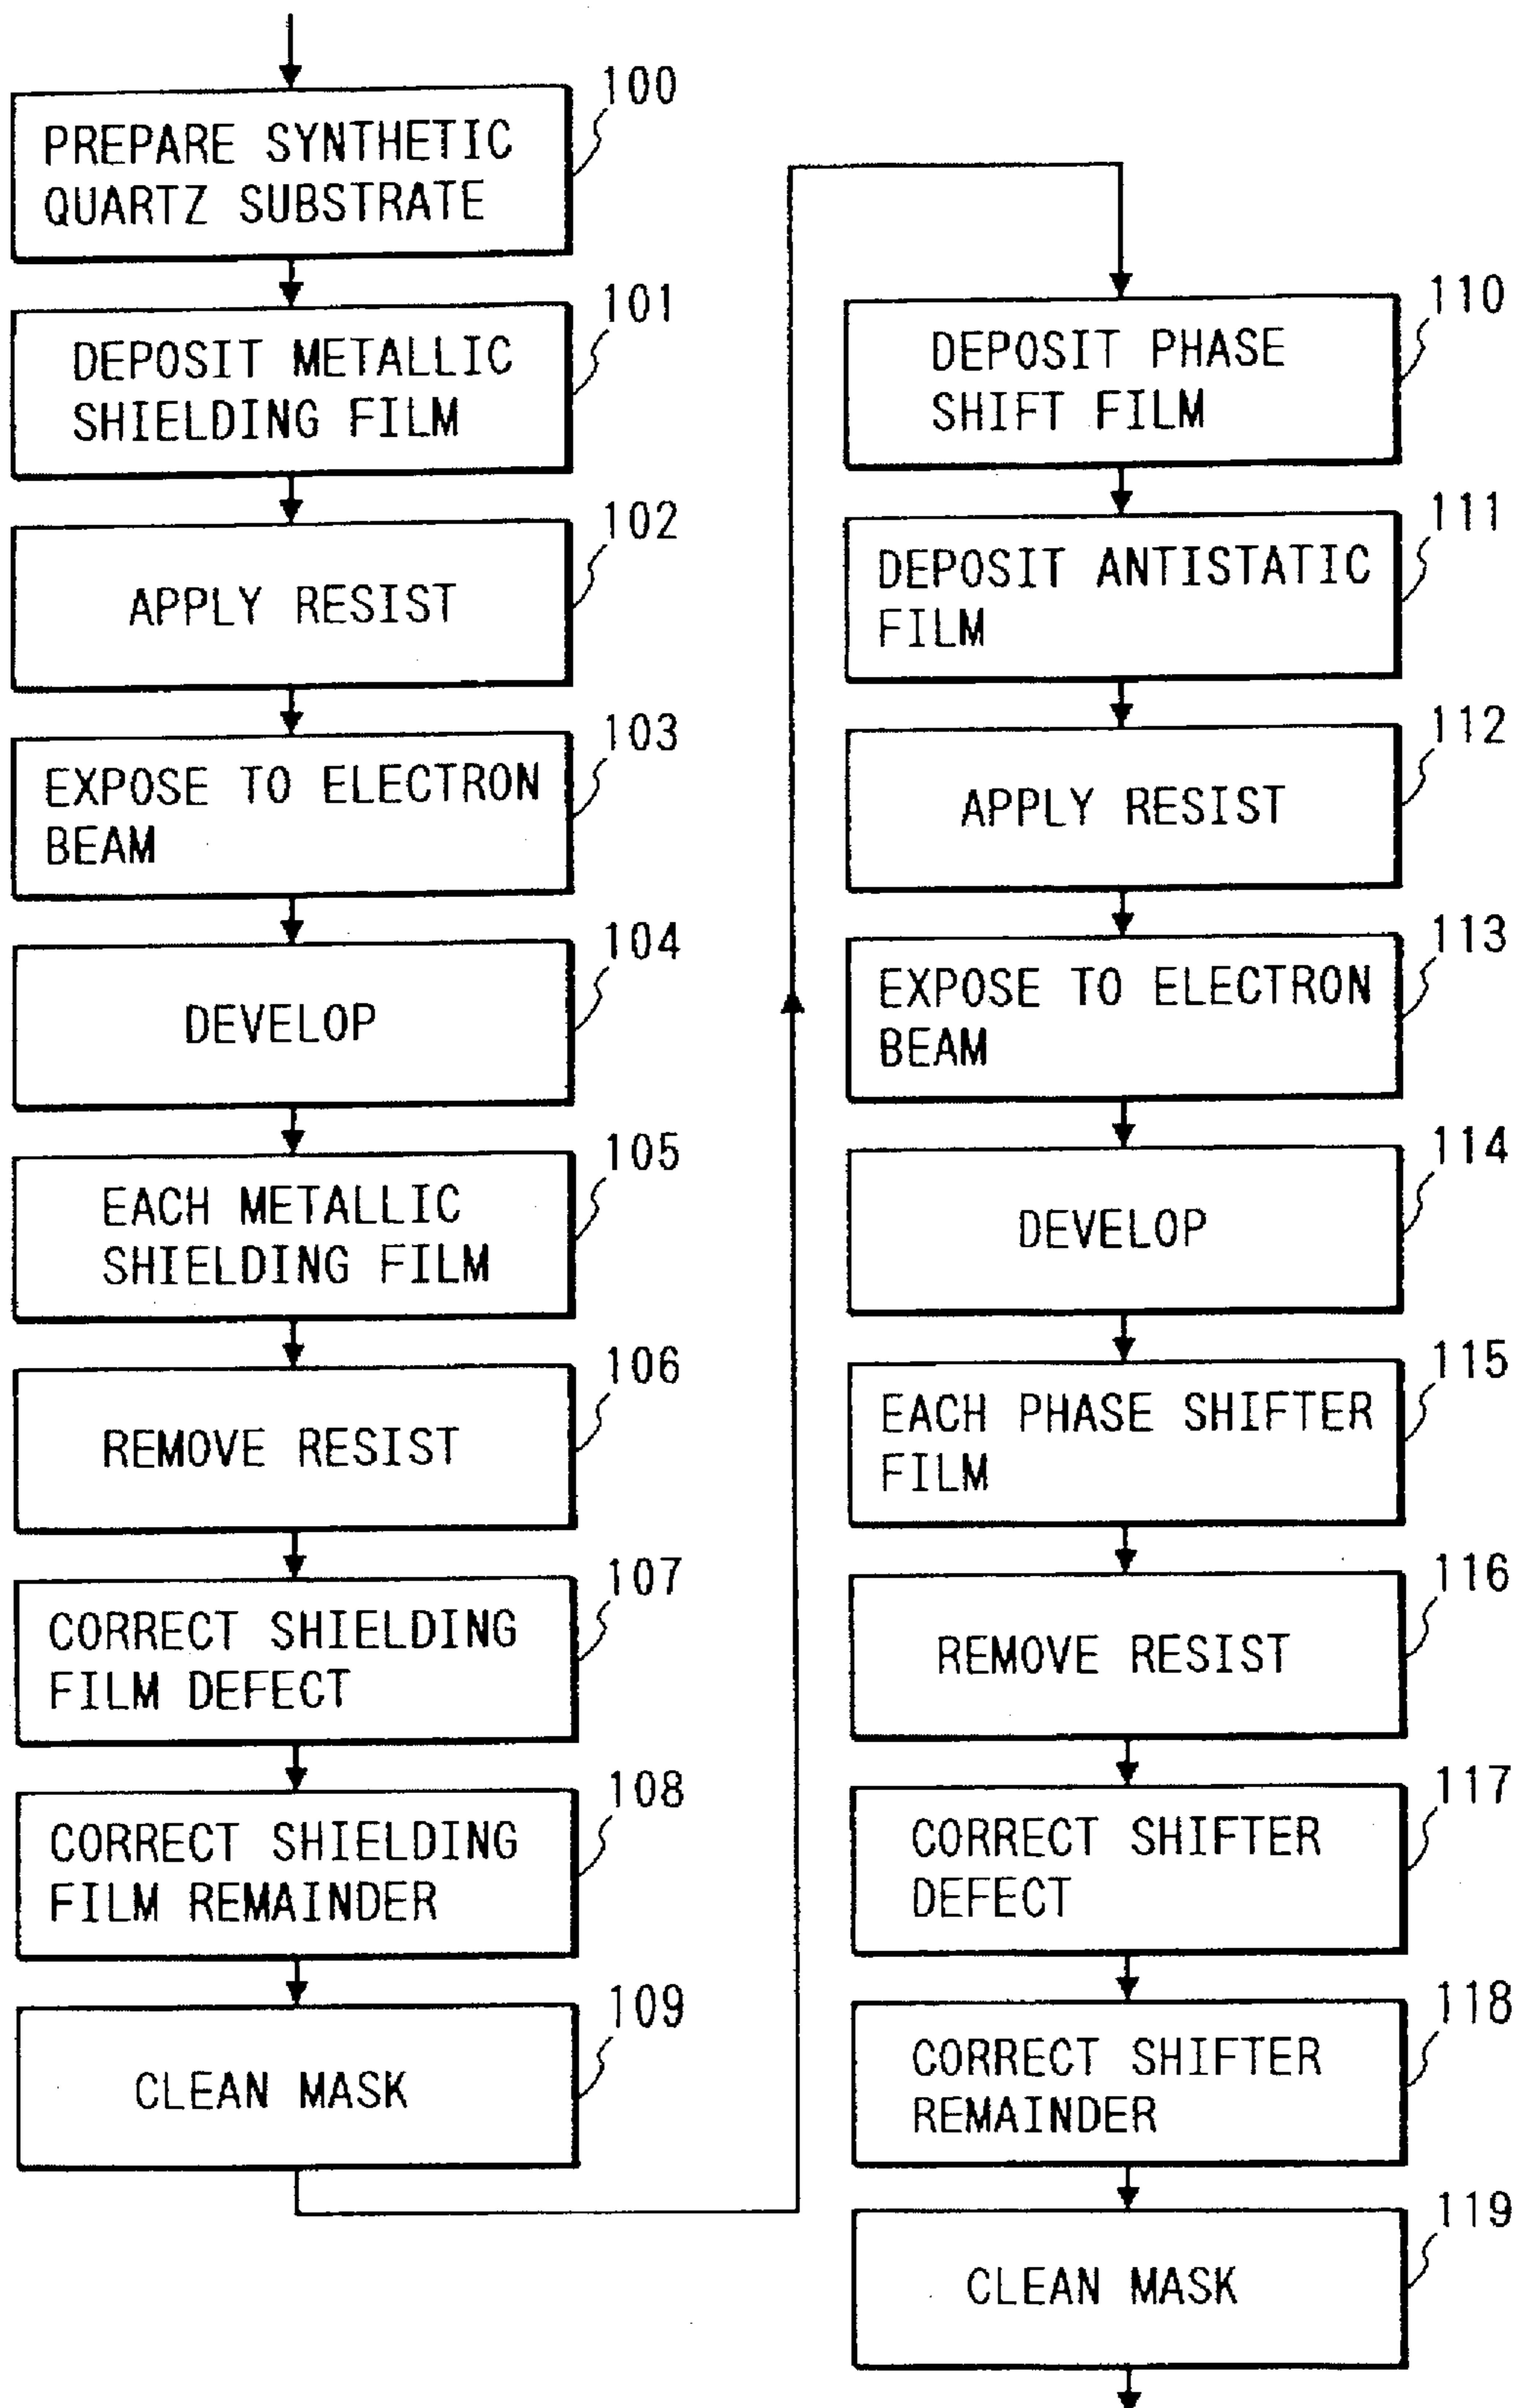 100
PREPARE SYNTHETIC
QUARTZ SUBSTRATE
101
DEPOSIT METALLIC
SHIELDING FILM
102
APPLY RESIST
103
EXPOSE TO ELECTRON
BEAM
104
DEVELOP
105
EACH METALLIC
SHIELDING FILM
106
REMOVE RESIST
107
CORRECT SHIELDING
FILM DEFECT
108
CORRECT SHIELDING
FILM REMAINDER
109
CLEAN MASK
110
DEPOSIT PHASE
SHIFT FILM
111
DEPOSIT ANTISTATIC
FILM
112
APPLY RESIST
113
EXPOSE TO ELECTRON
BEAM
114
DEVELOP
115
EACH PHASE SHIFTER
FILM
116
REMOVE RESIST
117
CORRECT SHIFTER
DEFECT
118
CORRECT SHIFTER
REMAINDER
119
CLEAN MASK